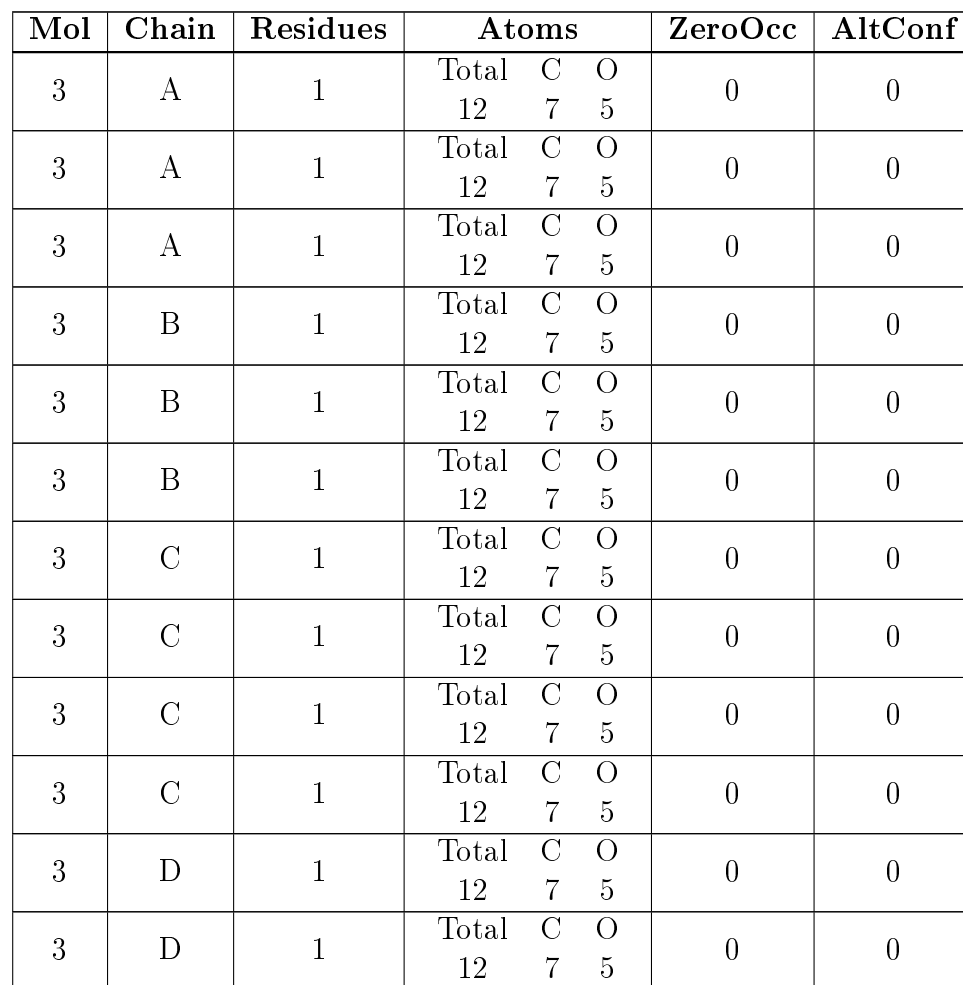 Mol Chain Residues Atoms ZeroOcc AltConf
3 A 1 Total C O 0 0
12 7 5
3 A 1 Total C O 0 0
12 7 5
3 A 1 Total C O 0 0
12 7 5
3 B 1 Total C O 0 0
12 7 5
3 B 1 Total C O 0 0
12 7 5
3 B 1 Total C O 0 0
12 7 5
3 C 1 Total C O 0 0
12 7 5
3 C 1 Total C O 0 0
12 7 5
3 C 1 Total C O 0 0
12 7 5
3 C 1 Total C O 0 0
12 7 5
3 D 1 Total C O 0 0
12 7 5
3 D 1 Total C O 0 0
12 7 5